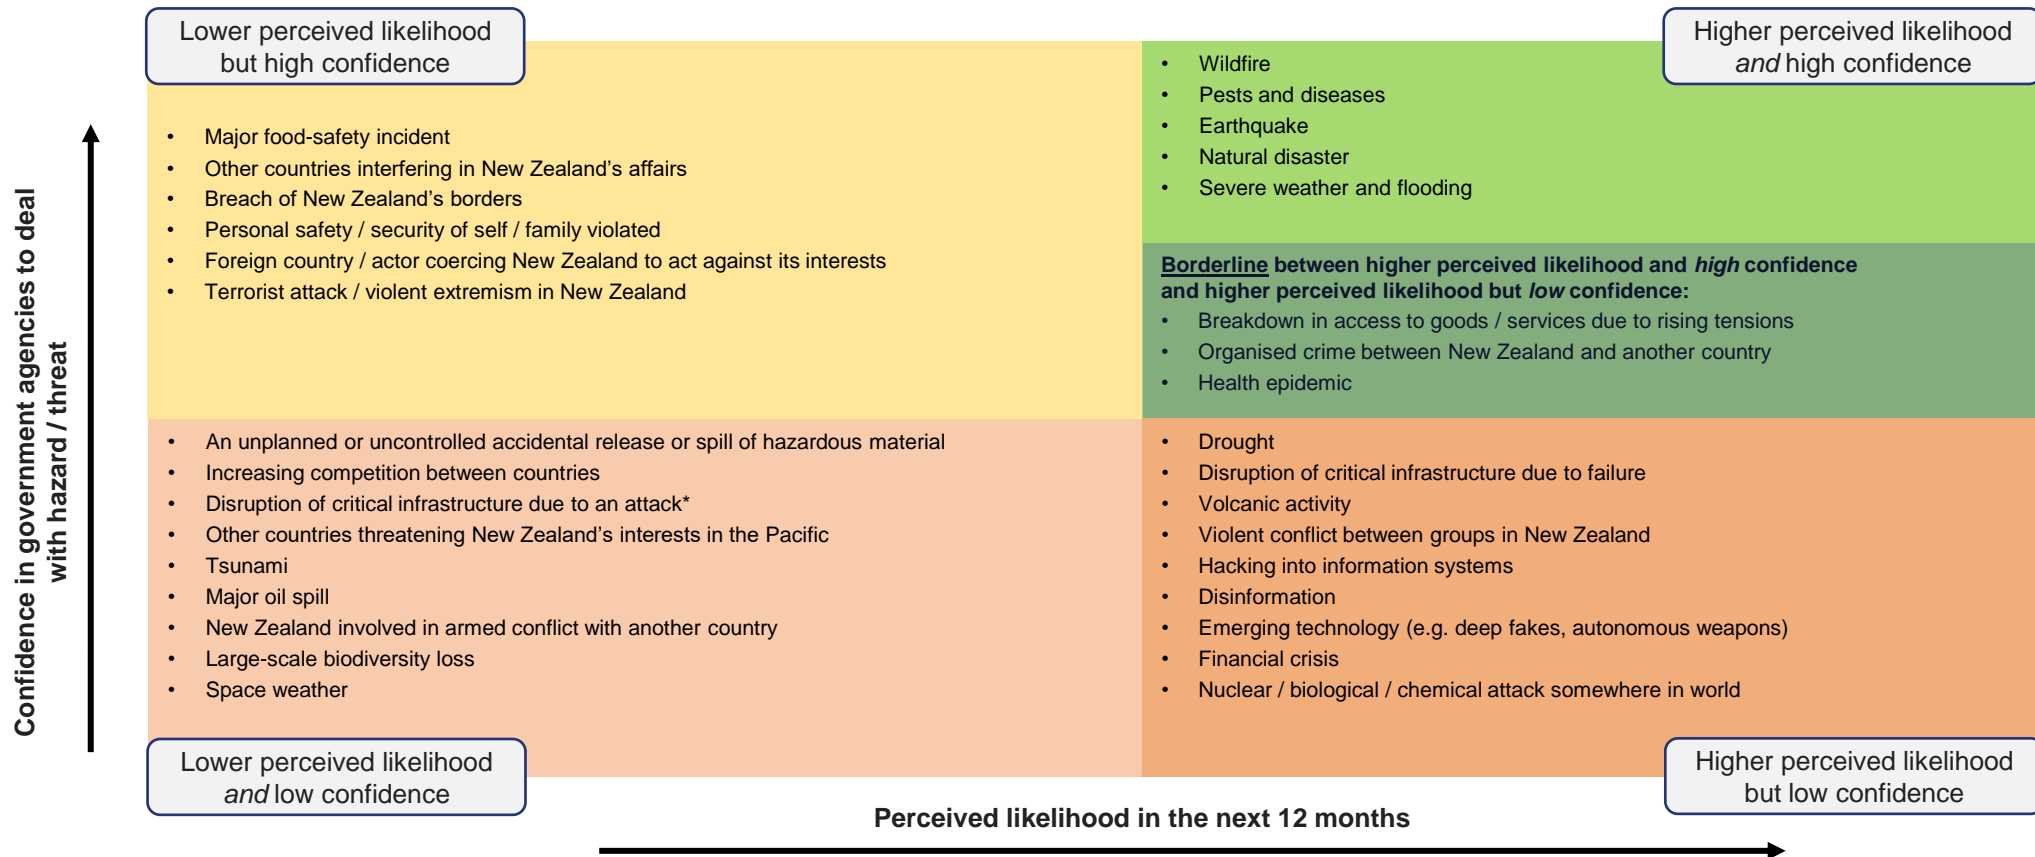 Lower perceived likelihood
but high confidence
Higher perceived likelihood
and high confidence
Confidence in government agencies to deal
with hazard / threat
• Major food-safety incident
• Other countries interfering in New Zealand’s affairs
• Breach of New Zealand’s borders
• Personal safety / security of self / family violated
• Foreign country / actor coercing New Zealand to act against its interests
• Terrorist attack / violent extremism in New Zealand
• Wildfire
• Pests and diseases
• Earthquake
• Natural disaster
• Severe weather and flooding
Borderline between higher perceived likelihood and high confidence
and higher perceived likelihood but low confidence:
• Breakdown in access to goods / services due to rising tensions
• Organised crime between New Zealand and another country
• Health epidemic
• An unplanned or uncontrolled accidental release or spill of hazardous material
• Increasing competition between countries
• Disruption of critical infrastructure due to an attack*
• Other countries threatening New Zealand’s interests in the Pacific
• Tsunami
• Major oil spill
• New Zealand involved in armed conflict with another country
• Large-scale biodiversity loss
• Space weather
• Drought
• Disruption of critical infrastructure due to failure
• Volcanic activity
• Violent conflict between groups in New Zealand
• Hacking into information systems
• Disinformation
• Emerging technology (e.g. deep fakes, autonomous weapons)
• Financial crisis
• Nuclear / biological / chemical attack somewhere in world
Lower perceived likelihood
and low confidence
Higher perceived likelihood
but low confidence
Perceived likelihood in the next 12 months